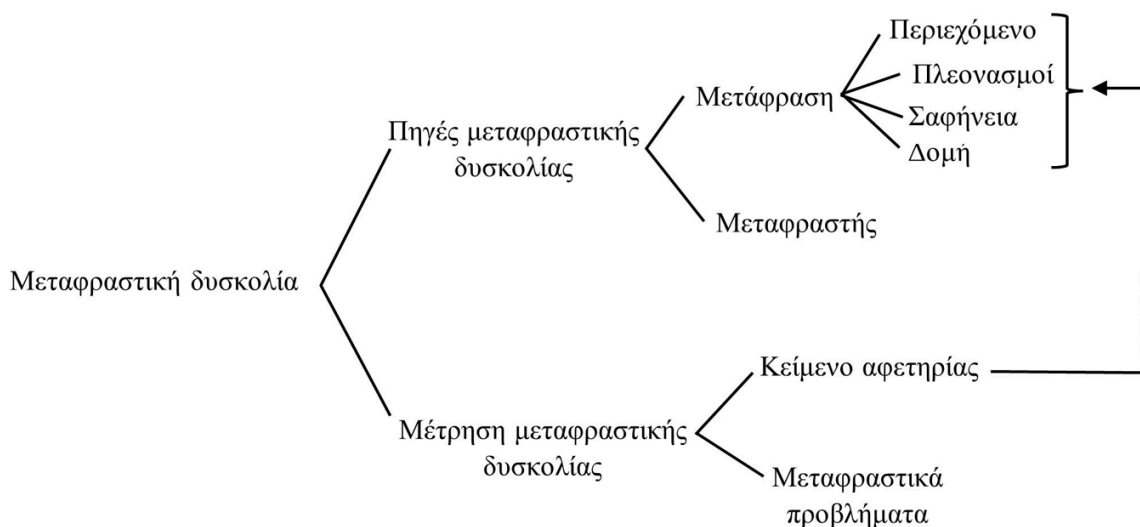 Περιεχόμενο
Πλεονασμοί
Μετάφραση
Σαφήνεια
Πηγές μεταφραστικής
δυσκολίας
Δομή
Μεταφραστής
Μεταφραστική δυσκολία
Κείμενο αφετηρίας
Μέτρηση μεταφραστικής
δυσκολίας
Μεταφραστικά
προβλήματα